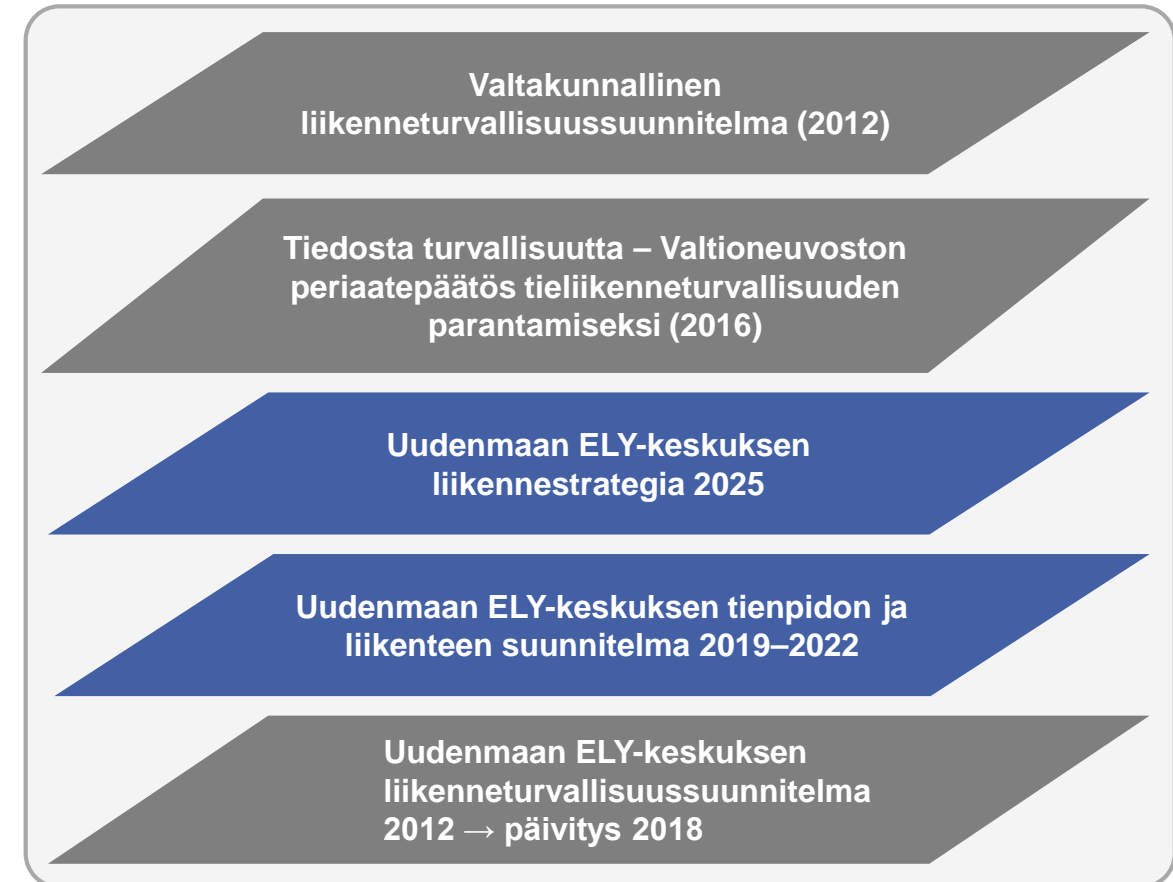 Valtakunnallinen
liikenneturvallisuussuunnitelma (2012)
Tiedosta turvallisuutta – Valtioneuvoston
periaatepäätös tieliikenneturvallisuuden
parantamiseksi (2016)
Uudenmaan ELY-keskuksen
liikennestrategia 2025
Uudenmaan ELY-keskuksen tienpidon ja
liikenteen suunnitelma 2019–2022
Uudenmaan ELY-keskuksen
liikenneturvallisuussuunnitelma
2012 → päivitys 2018